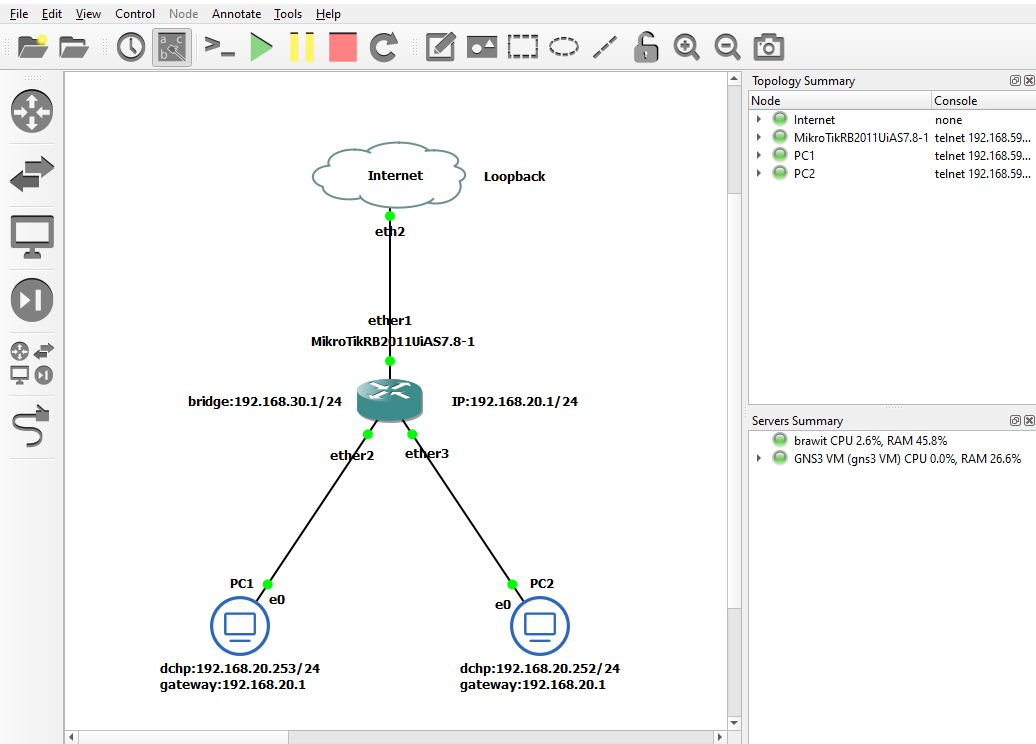 File Edit View Control Node Annotate Tools Help
Internet
Loopback
eth2
ether1
MikroTikRB2011UiAS7.8-1
bridge:192.168.30.1/24
IP:192.168.20.1/24
ether2
ether3
PC1
e0
PC2
e0
dchp:192.168.20.253/24
gateway:192.168.20.1
dchp:192.168.20.252/24
gateway:192.168.20.1
Topology Summary
Node Console
Internet none
MikroTikRB2011UiAS7.8-1 telnet 192.168.59...
PC1 telnet 192.168.59...
PC2 telnet 192.168.59...
Servers Summary
brawit CPU 2.6%, RAM 45.8%
GNS3 VM (gns3 VM) CPU 0.0%, RAM 26.6%